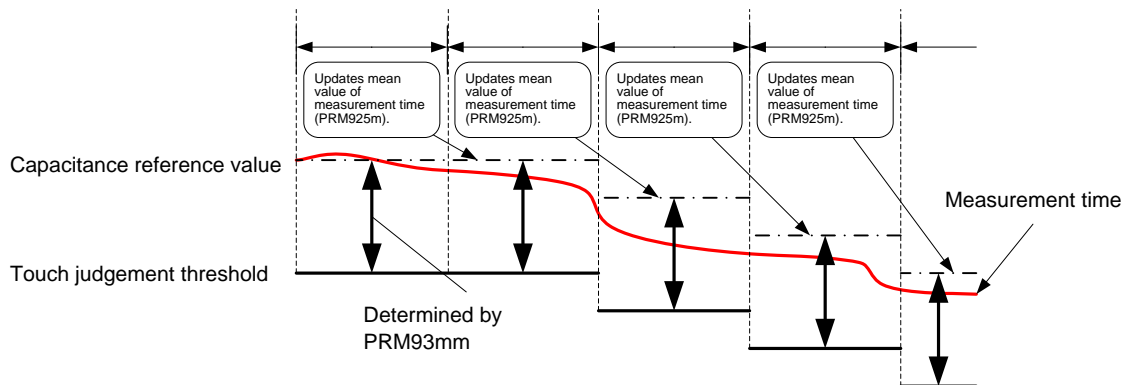 Updates mean
value of
measurement time
(PRM925m).
Updates mean
value of
measurement time
(PRM925m).
Updates mean
value of
measurement time
(PRM925m).
Updates mean
value of
measurement time
(PRM925m).
Capacitance reference value
Measurement time
Touch judgement threshold
Determined by
PRM93mm